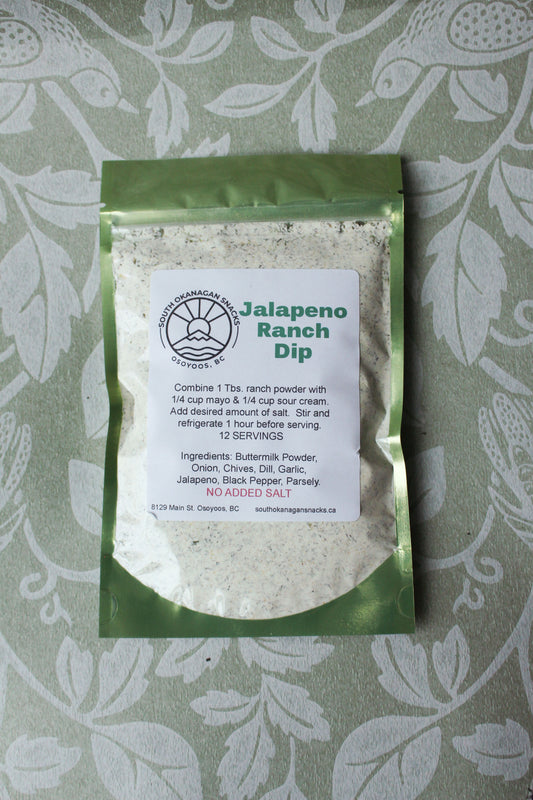 SOUTH OKANAGAN SNACKS
OSOYOOS, BC
Jalapeno
Ranch
Dip
Combine 1 Tbs. ranch powder with
1/4 cup mayo & 1/4 cup sour cream.
Add desired amount of salt. Stir and
refrigerate 1 hour before serving.
12 SERVINGS
Ingredients: Buttermilk Powder,
Onion, Chives, Dill, Garlic,
Jalapeno, Black Pepper, Parsely.
NO ADDED SALT
8129 Main St. Osoyoos, BC southokanagansnacks.ca